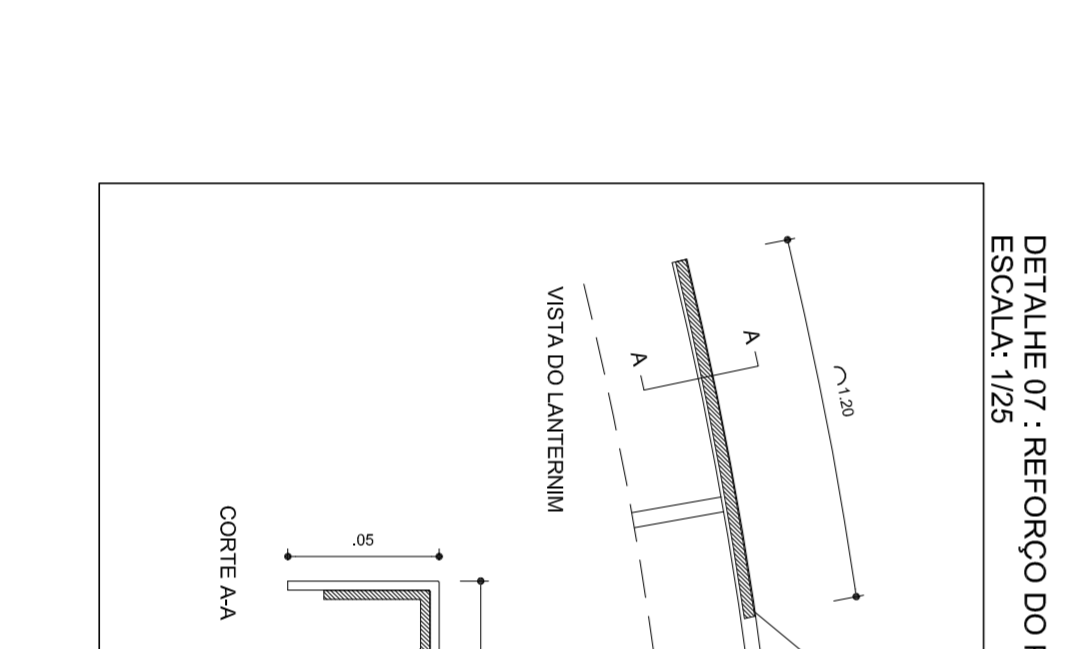 DETALHE 07 : REFORÇO DO
ESCALA: 1/25
1.20
A
A
VISTA DO LANTERNIM
.05
CORTE A-A